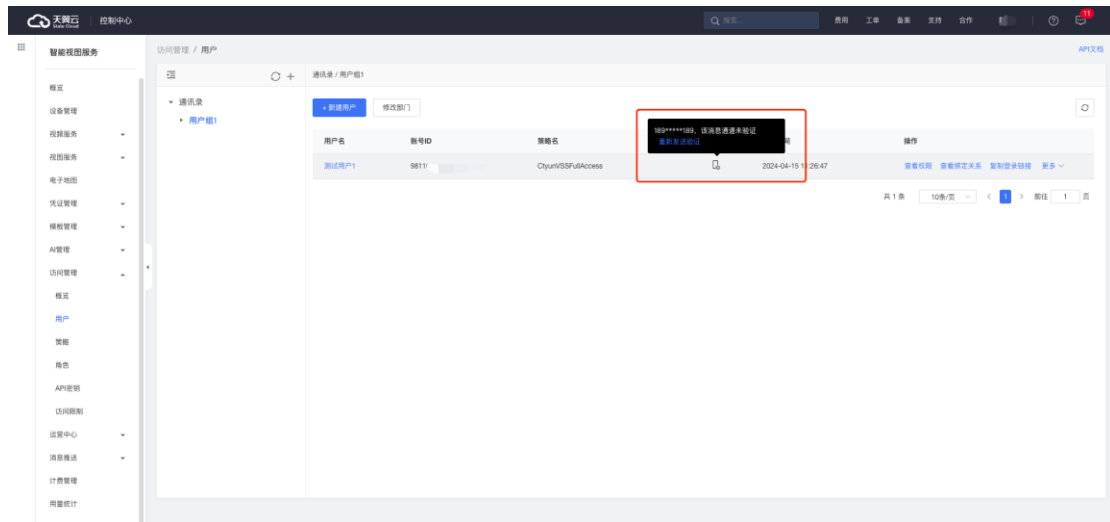 天翼云 控制中心 搜索... 费用 工单 备案 支持 合作 11
智能视图服务 访问管理 / 用户 API文档
通讯录 / 用户组1
概览
通讯录 + 新建用户 修改部门
设备管理
用户组1
视频服务
189*****189，该消息通道未验证
重新发送验证
用户名 账号ID 策略名 操作
视图服务
测试用户1 9811/ CtyunVSSFullAccess 2024-04-15 1 :26:47 查看权限 查看绑定关系 复制登录链接 更多
电子地图
共 1 条 10条/页 1 前往 1 页
凭证管理
模板管理
AI管理
访问管理
概览
用户
策略
角色
API密钥
访问限制
运营中心
消息推送
计费管理
用量统计